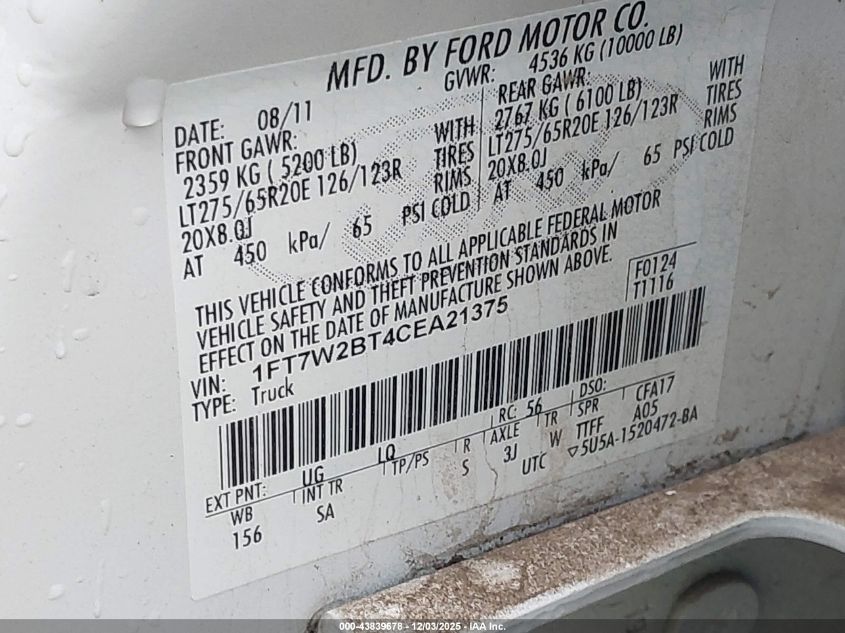 MFD. BY FORD MOTOR CO.
DATE: 08/11
GVWR: 4536 KG (10000 LB)
FRONT GAWR:
2359 KG ( 5200 LB) WITH
LT275/65R20E 126/123R TIRES
20X8.0J RIMS
AT 450 kPa/ 65 PSI COLD
REAR GAWR:
2767 KG ( 6100 LB) WITH
LT275/65R20E 126/123R TIRES
20X8.0J RIMS
AT 450 kPa/ 65 PSI COLD
THIS VEHICLE CONFORMS TO ALL APPLICABLE FEDERAL MOTOR
VEHICLE SAFETY AND THEFT PREVENTION STANDARDS IN
EFFECT ON THE DATE OF MANUFACTURE SHOWN ABOVE.
F0124
T1116
VIN: 1FT7W2BT4CEA21375
TYPE: Truck
EXT PNT: UG LQ RC: 56 DSO: CFA17
WB INT TR TP/PS R AXLE TR SPR A05
156 SA S 3J W TTFF
UTC ▽5U5A-1520472-BA
000-43839678 - 12/03/2025 - IAA Inc.